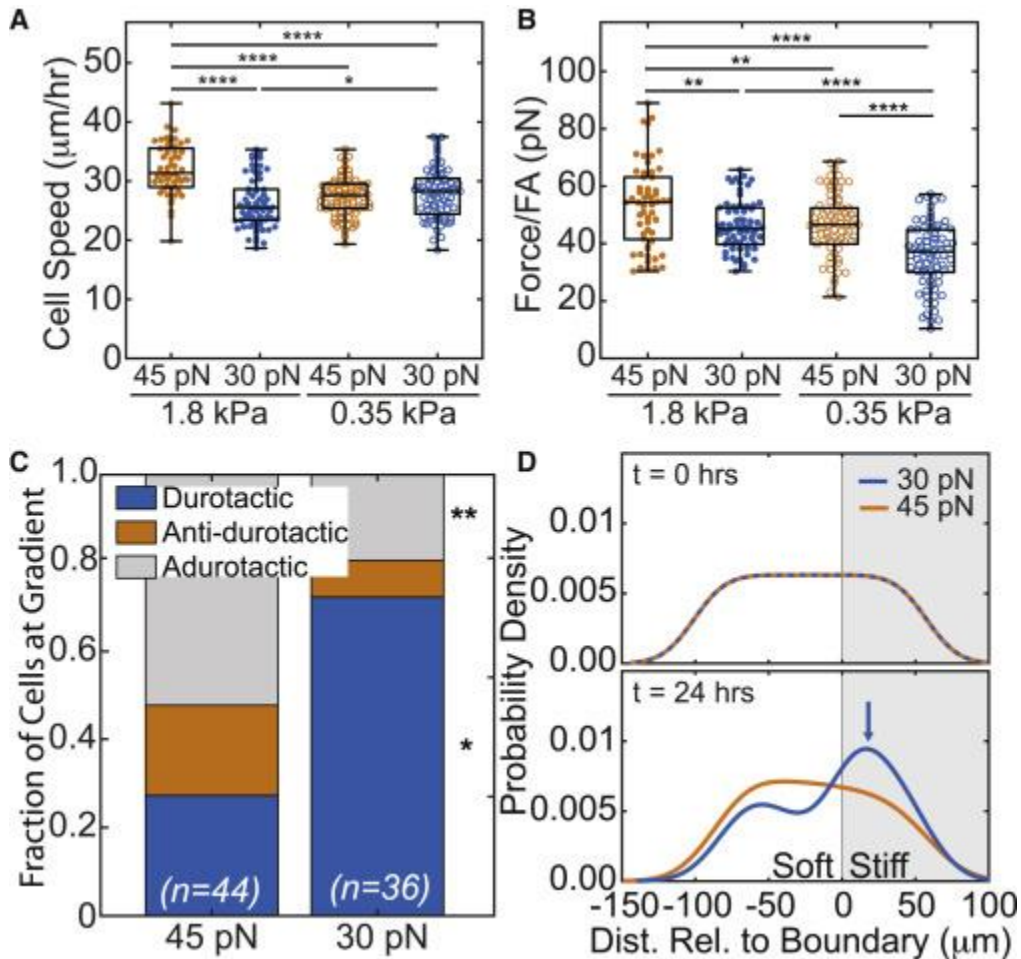 A
Cell Speed (μm/hr)
50
40
30
20
10
0
****
****
****
*
45 pN 30 pN 45 pN 30 pN
1.8 kPa 0.35 kPa
B
Force/FA (pN)
100
80
60
40
20
0
****
**
** ****
****
45 pN 30 pN 45 pN 30 pN
1.8 kPa 0.35 kPa
C
Fraction of Cells at Gradient
1.0
0.8
0.6
0.4
0.2
0
Durotactic
Anti-durotactic
Adurotactic
**
*
(n=44) (n=36)
45 pN 30 pN
D
Probability Density
t = 0 hrs
30 pN
45 pN
0.01
0.005
0.00
t = 24 hrs
0.01
0.005
0.00
Soft Stiff
-150 -100 -50 0 50 100
Dist. Rel. to Boundary (μm)